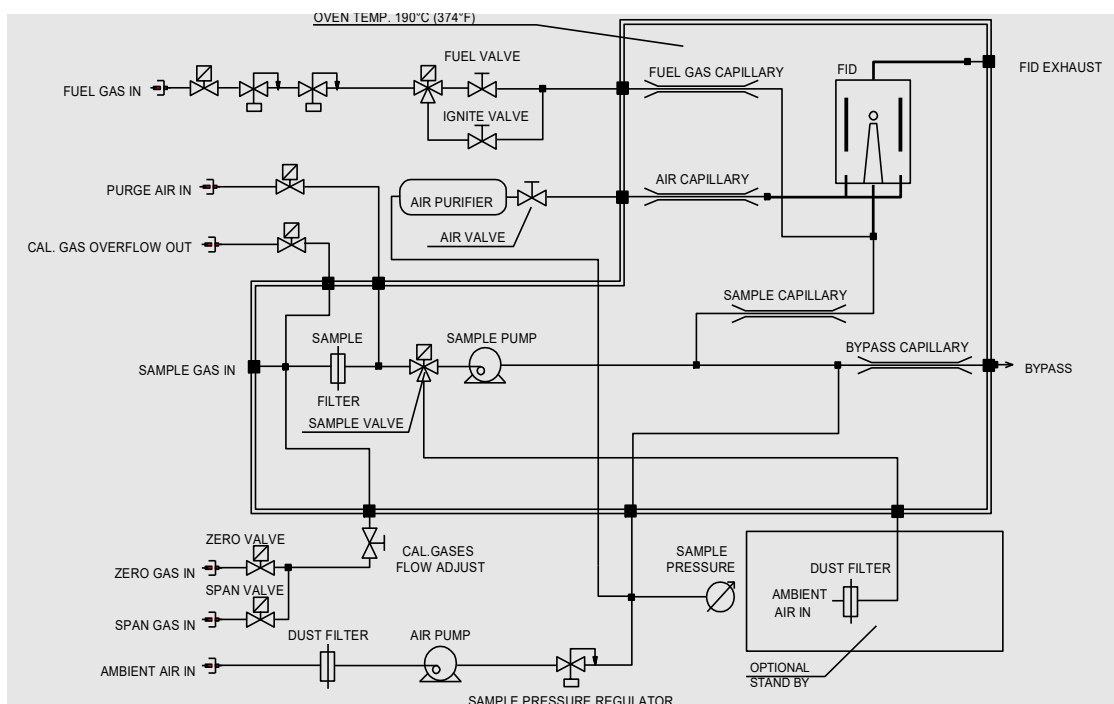 OVEN TEMP. 190°C (374°F)
FUEL VALVE
FUEL GAS CAPILLARY
FID
FID EXHAUST
FUEL GAS IN
IGNITE VALVE
PURGE AIR IN
AIR PURIFIER
AIR CAPILLARY
AIR VALVE
CAL. GAS OVERFLOW OUT
SAMPLE CAPILLARY
SAMPLE
SAMPLE PUMP
BYPASS CAPILLARY
SAMPLE GAS IN
BYPASS
FILTER
SAMPLE VALVE
ZERO VALVE
CAL.GASES
FLOW ADJUST
SAMPLE
PRESSURE
ZERO GAS IN
DUST FILTER
SPAN VALVE
AMBIENT
AIR IN
SPAN GAS IN
DUST FILTER
AIR PUMP
AMBIENT AIR IN
OPTIONAL
STAND BY
SAMPLE PRESSURE REGULATOR